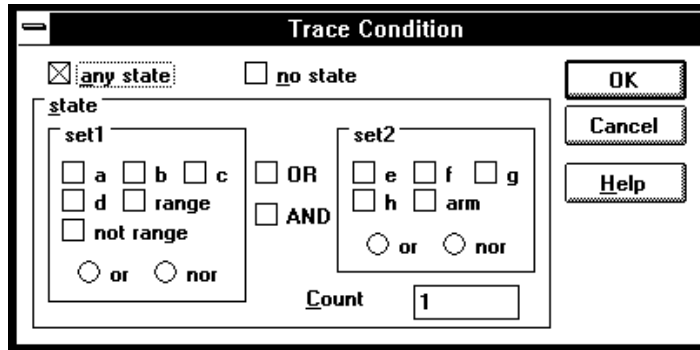 Trace Condition
any state no state
OK
state
Cancel
set1 set2
a b c OR e f g
Help
d range AND h arm
not range
or nor or nor
Count 1